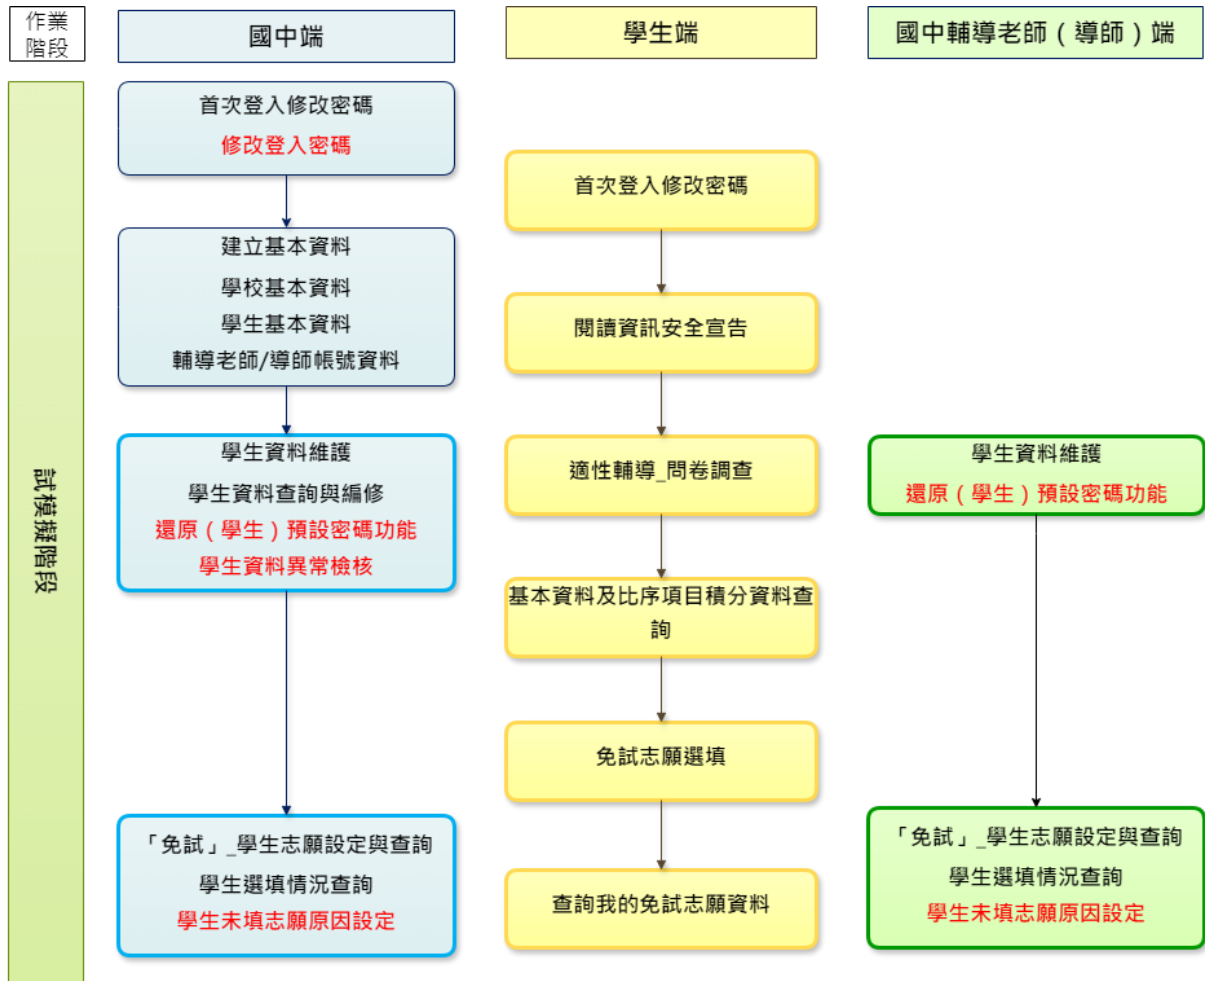 作業
階段
國中端
學生端
國中輔導老師（導師）端
試模擬階段
首次登入修改密碼
修改登入密碼
建立基本資料
學校基本資料
學生基本資料
輔導老師/導師帳號資料
學生資料維護
學生資料查詢與編修
還原（學生）預設密碼功能
學生資料異常檢核
「免試」_學生志願設定與查詢
學生選填情況查詢
學生未填志願原因設定
首次登入修改密碼
閱讀資訊安全宣告
適性輔導_問卷調查
基本資料及比序項目積分資料查
詢
免試志願選填
查詢我的免試志願資料
學生資料維護
還原（學生）預設密碼功能
「免試」_學生志願設定與查詢
學生選填情況查詢
學生未填志願原因設定